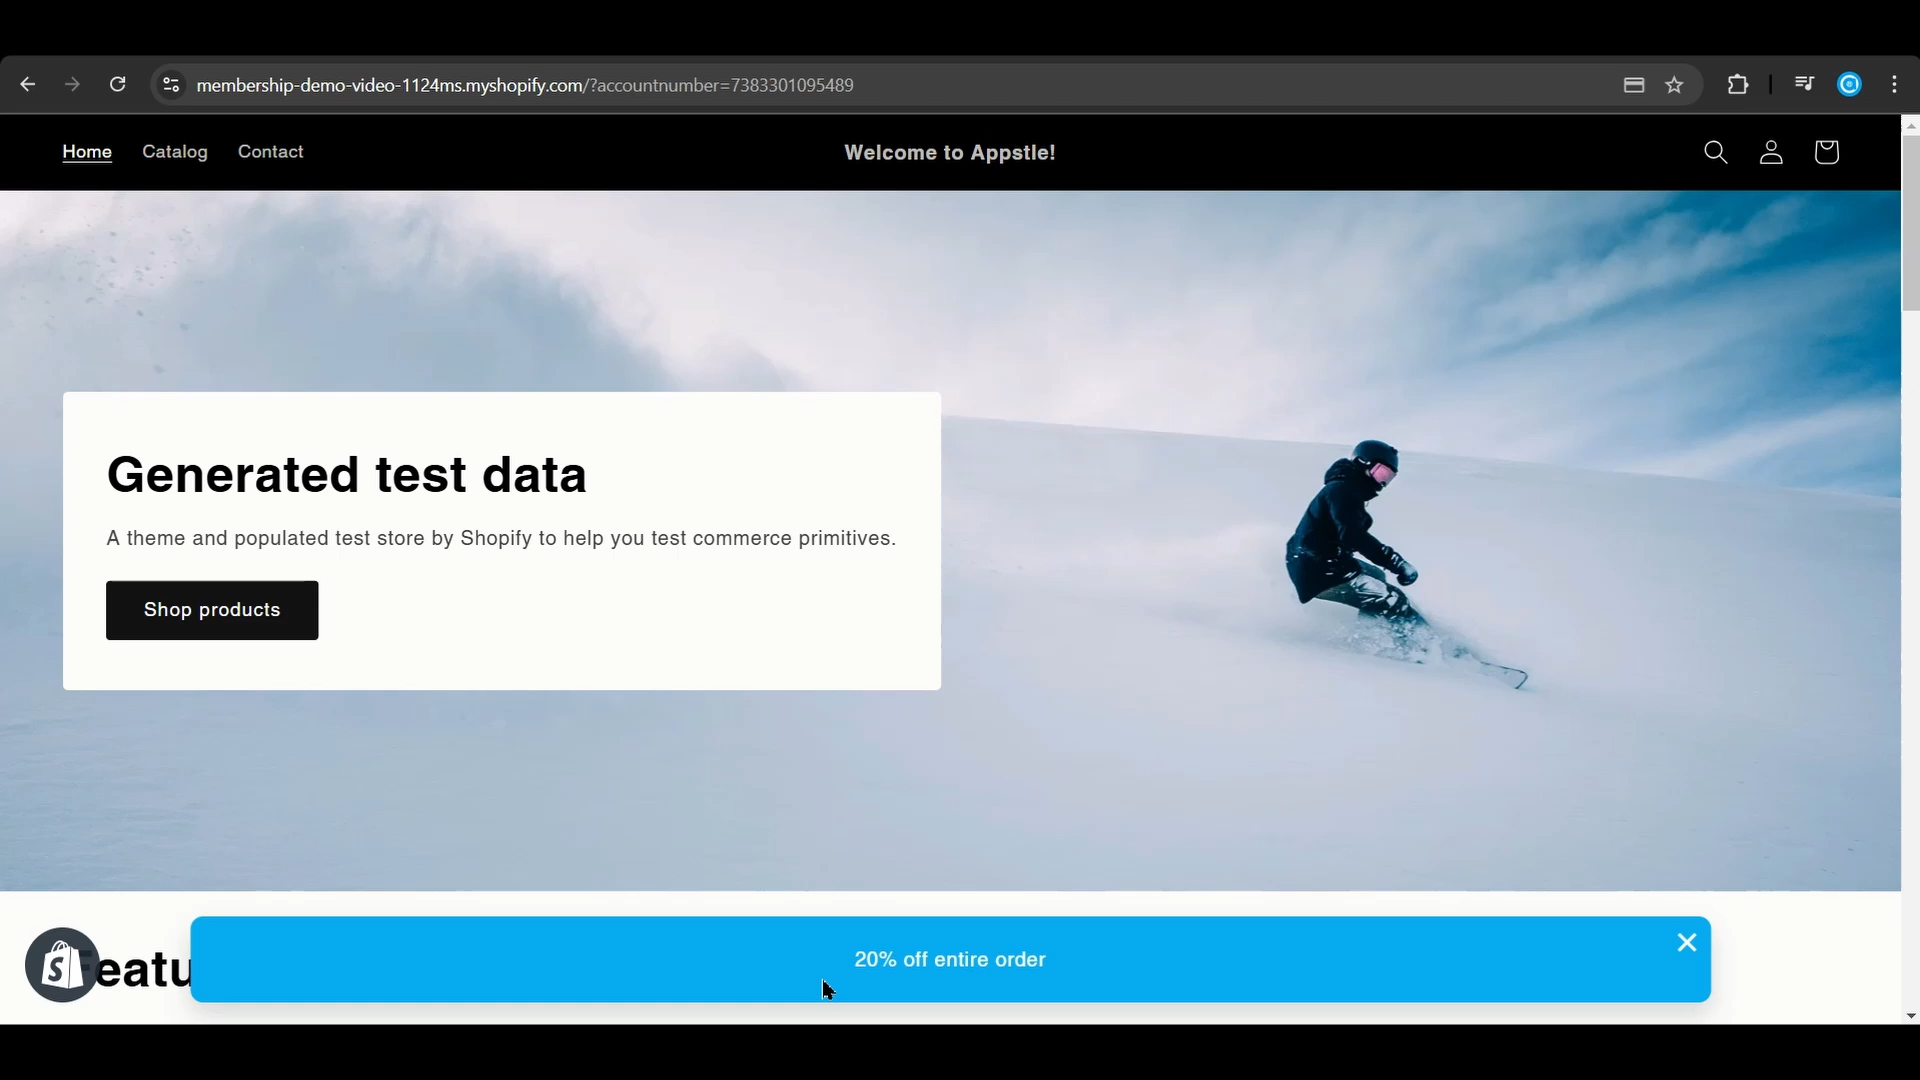 membership-demo-video-1124ms.myshopify.com/?accountnumber=7383301095489
Home Catalog Contact Welcome to Appstle!
Generated test data
A theme and populated test store by Shopify to help you test commerce primitives.
Shop products
20% off entire order